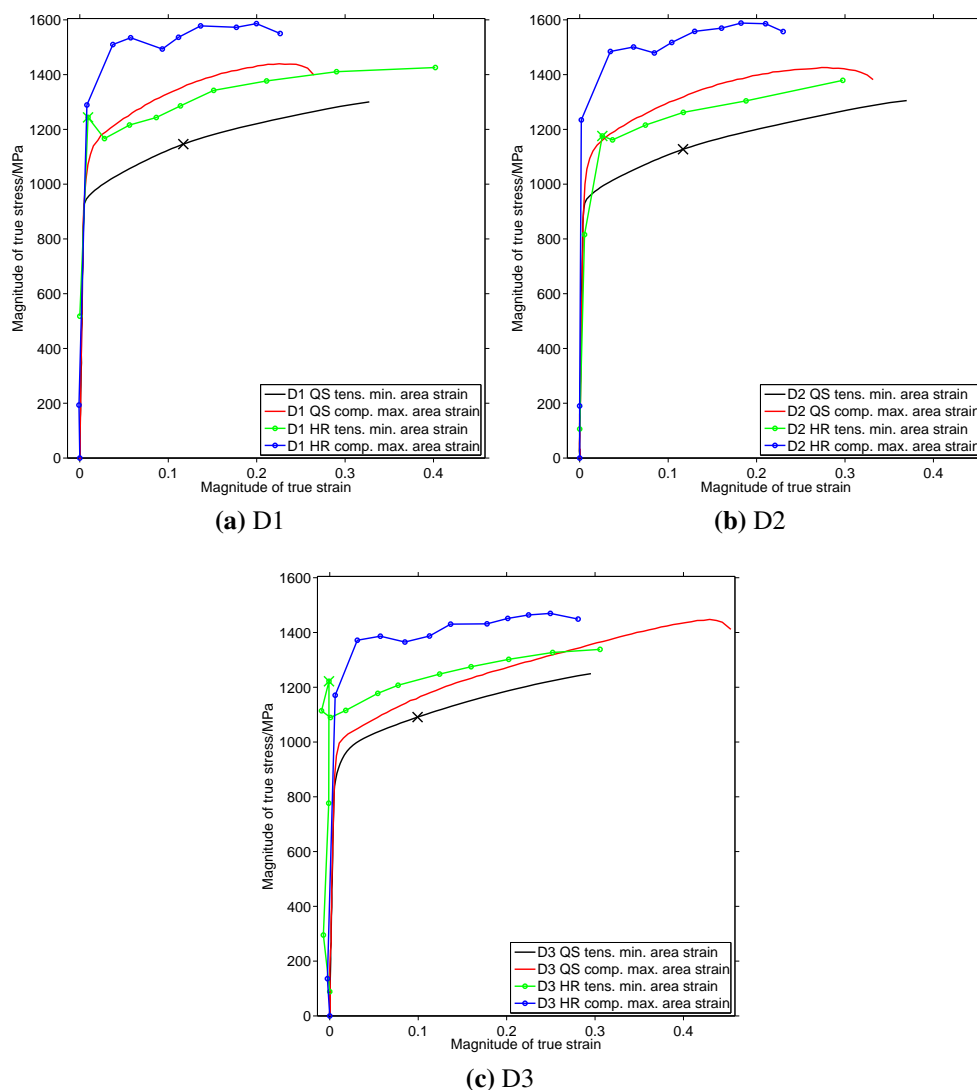 1600
1400
1200
1000
800
600
400
200
0
Magnitude of true stress/MPa
0 0.1 0.2 0.3 0.4
Magnitude of true strain
D1 QS tens. min. area strain
D1 QS comp. max. area strain
D1 HR tens. min. area strain
D1 HR comp. max. area strain
(a) D1
1600
1400
1200
1000
800
600
400
200
0
Magnitude of true stress/MPa
0 0.1 0.2 0.3 0.4
Magnitude of true strain
D2 QS tens. min. area strain
D2 QS comp. max. area strain
D2 HR tens. min. area strain
D2 HR comp. max. area strain
(b) D2
1600
1400
1200
1000
800
600
400
200
0
Magnitude of true stress/MPa
0 0.1 0.2 0.3 0.4
Magnitude of true strain
D3 QS tens. min. area strain
D3 QS comp. max. area strain
D3 HR tens. min. area strain
D3 HR comp. max. area strain
(c) D3